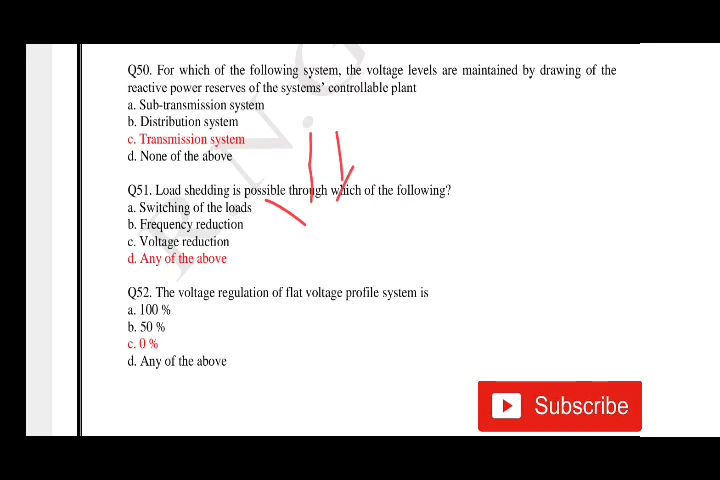 Q50. For which of the following system, the voltage levels are maintained by drawing of the
reactive power reserves of the systems' controllable plant
a. Sub-transmission system
b. Distribution system
c. Transmission system
d. None of the above
Q51. Load shedding is possible through which of the following?
a. Switching of the loads
b. Frequency reduction
c. Voltage reduction
d. Any of the above
Q52. The voltage regulation of flat voltage profile system is
a. 100 %
b. 50 %
c. 0 %
d. Any of the above
Subscribe